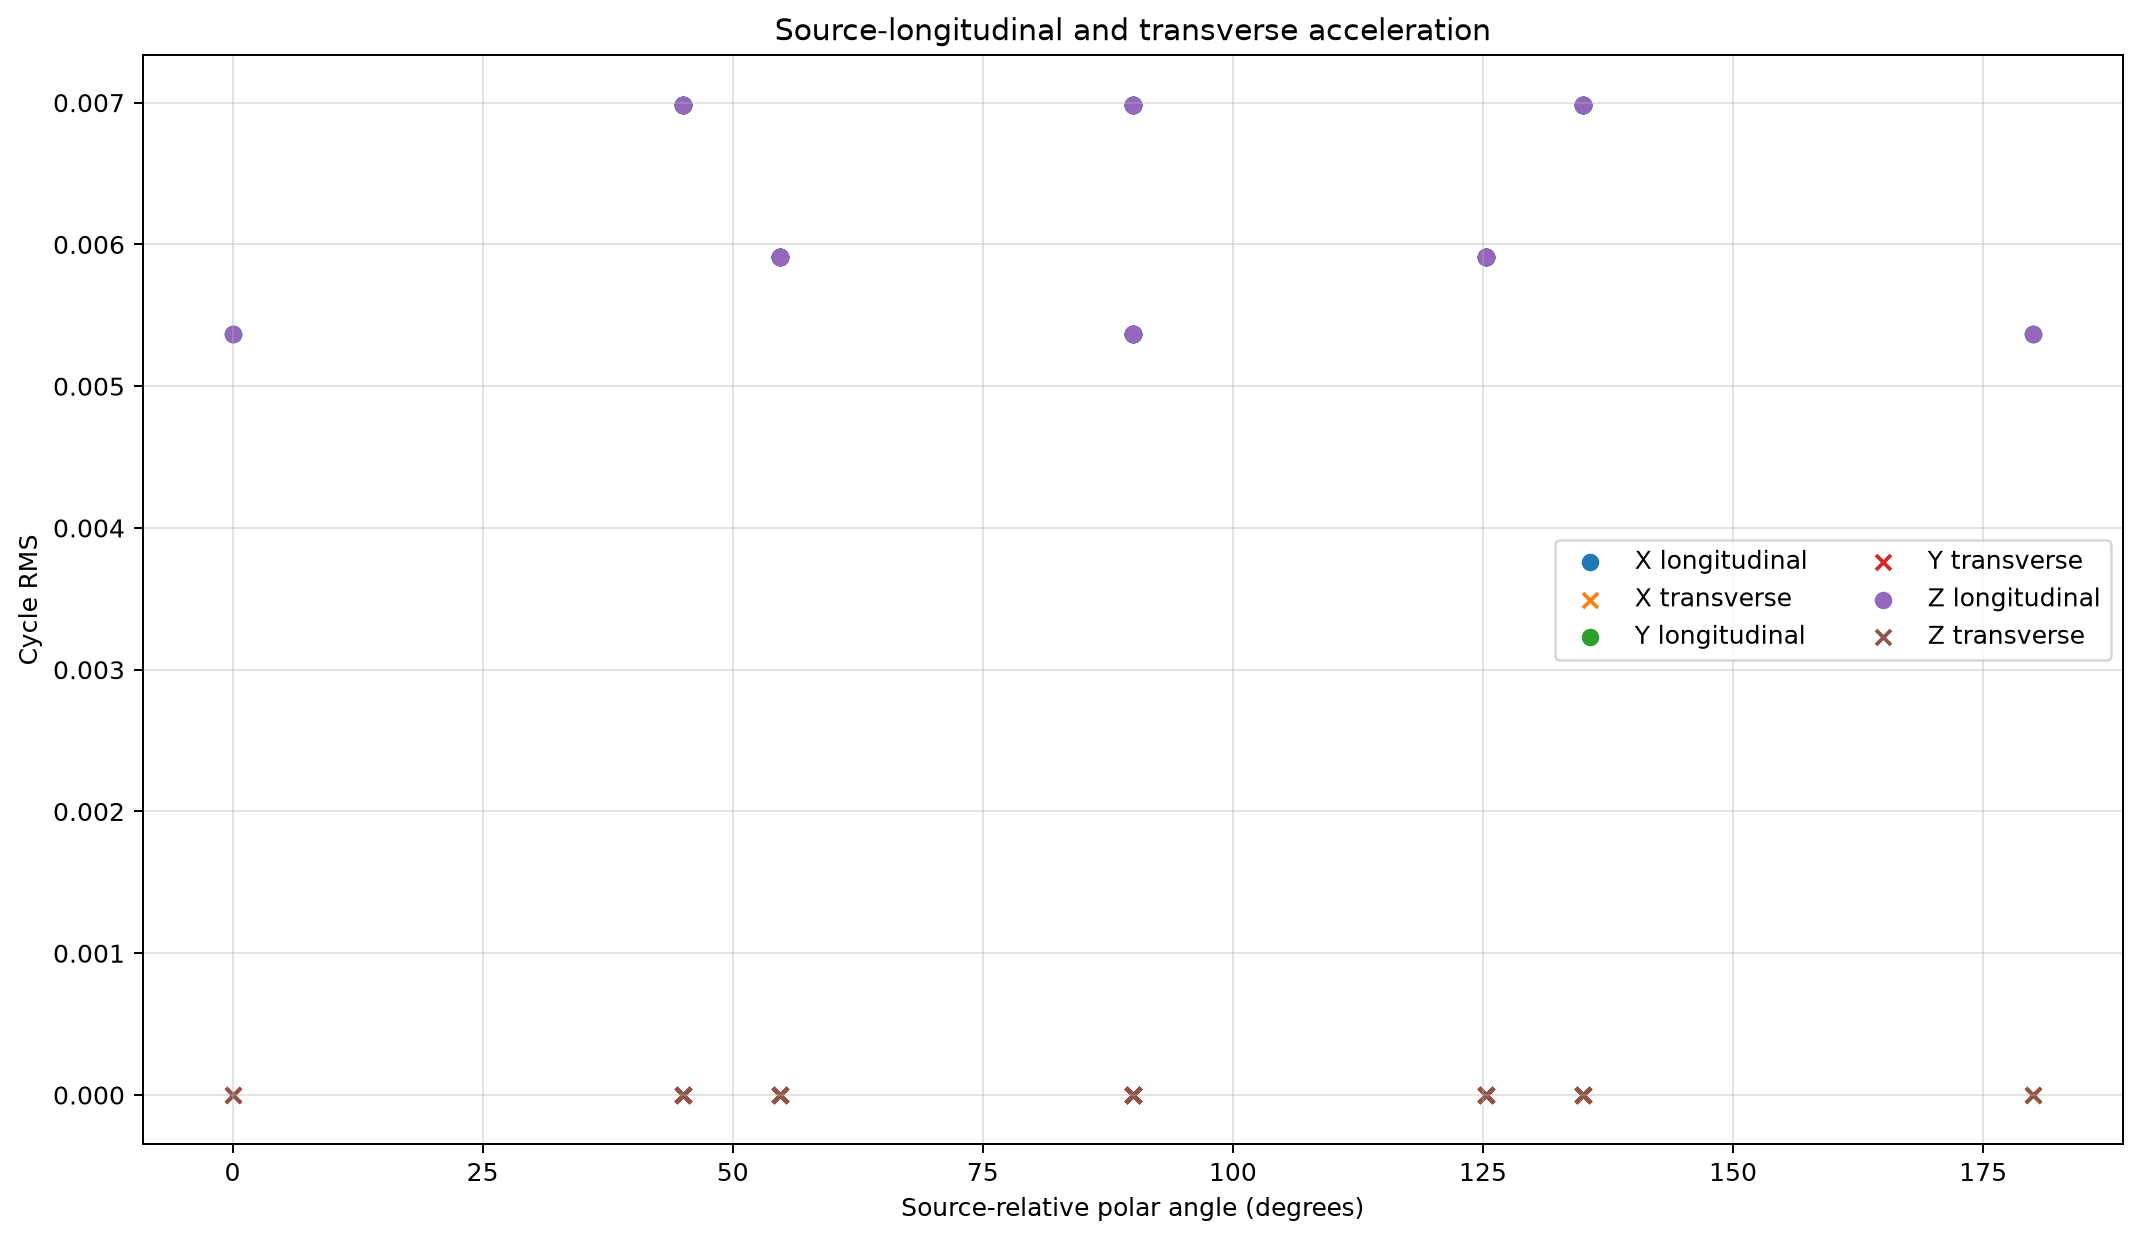 Source-longitudinal and transverse acceleration
0.007
0.006
0.005
0.004
0.003
0.002
0.001
0.000
Cycle RMS
X longitudinal
X transverse
Y longitudinal
Y transverse
Z longitudinal
Z transverse
0 25 50 75 100 125 150 175
Source-relative polar angle (degrees)